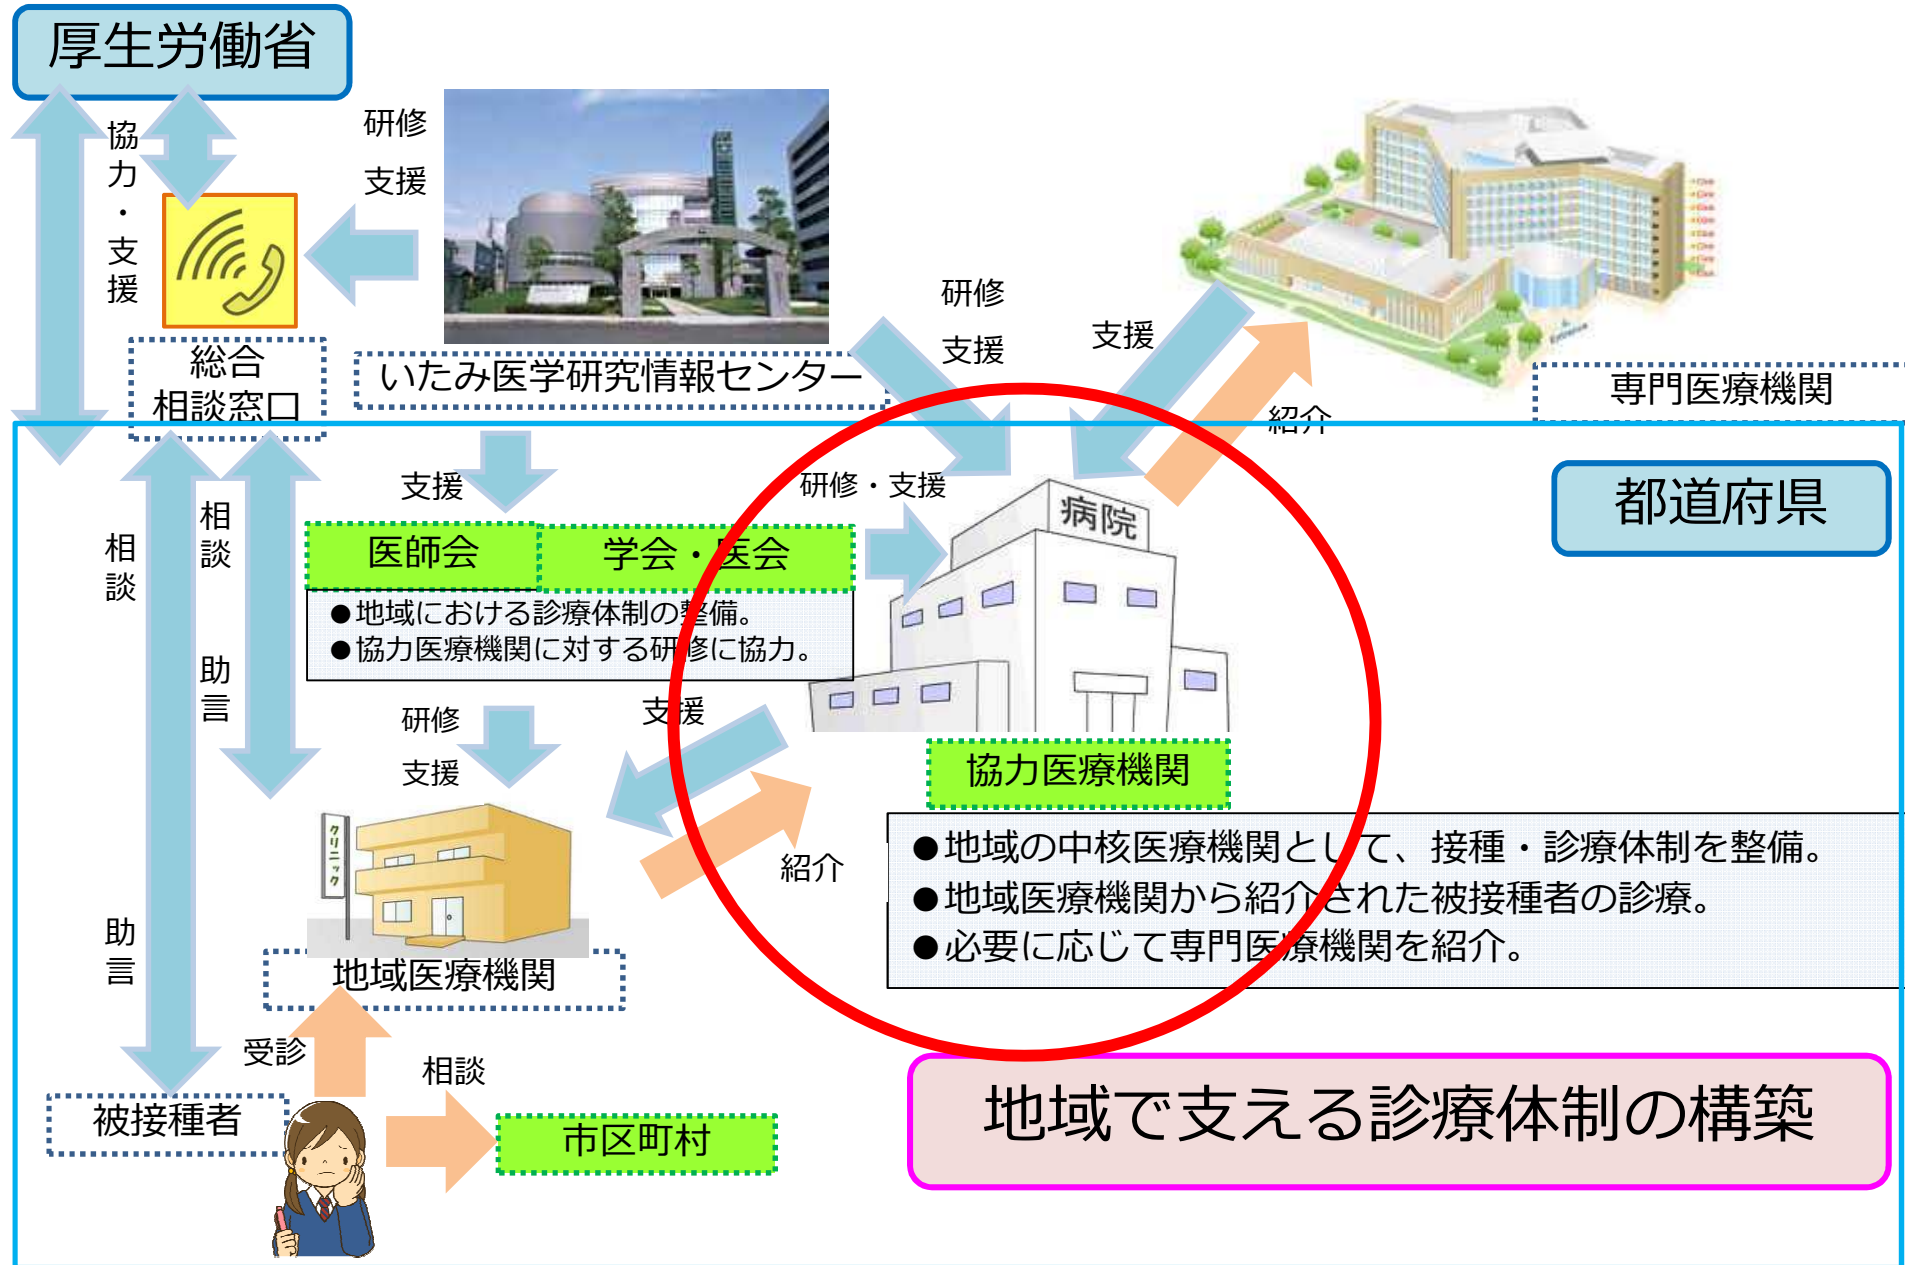 厚生労働省
協力・支援
研修
支援
総合
相談窓口
いたみ医学研究情報センター
研修
支援
支援
紹介
専門医療機関
都道府県
相談
助言
相談
助言
支援
医師会
学会・医会
●地域における診療体制の整備。
●協力医療機関に対する研修に協力。
研修・支援
病院
研修
支援
支援
紹介
協力医療機関
●地域の中核医療機関として、接種・診療体制を整備。
●地域医療機関から紹介された被接種者の診療。
●必要に応じて専門医療機関を紹介。
クリニック
地域医療機関
受診
相談
被接種者
市区町村
地域で支える診療体制の構築